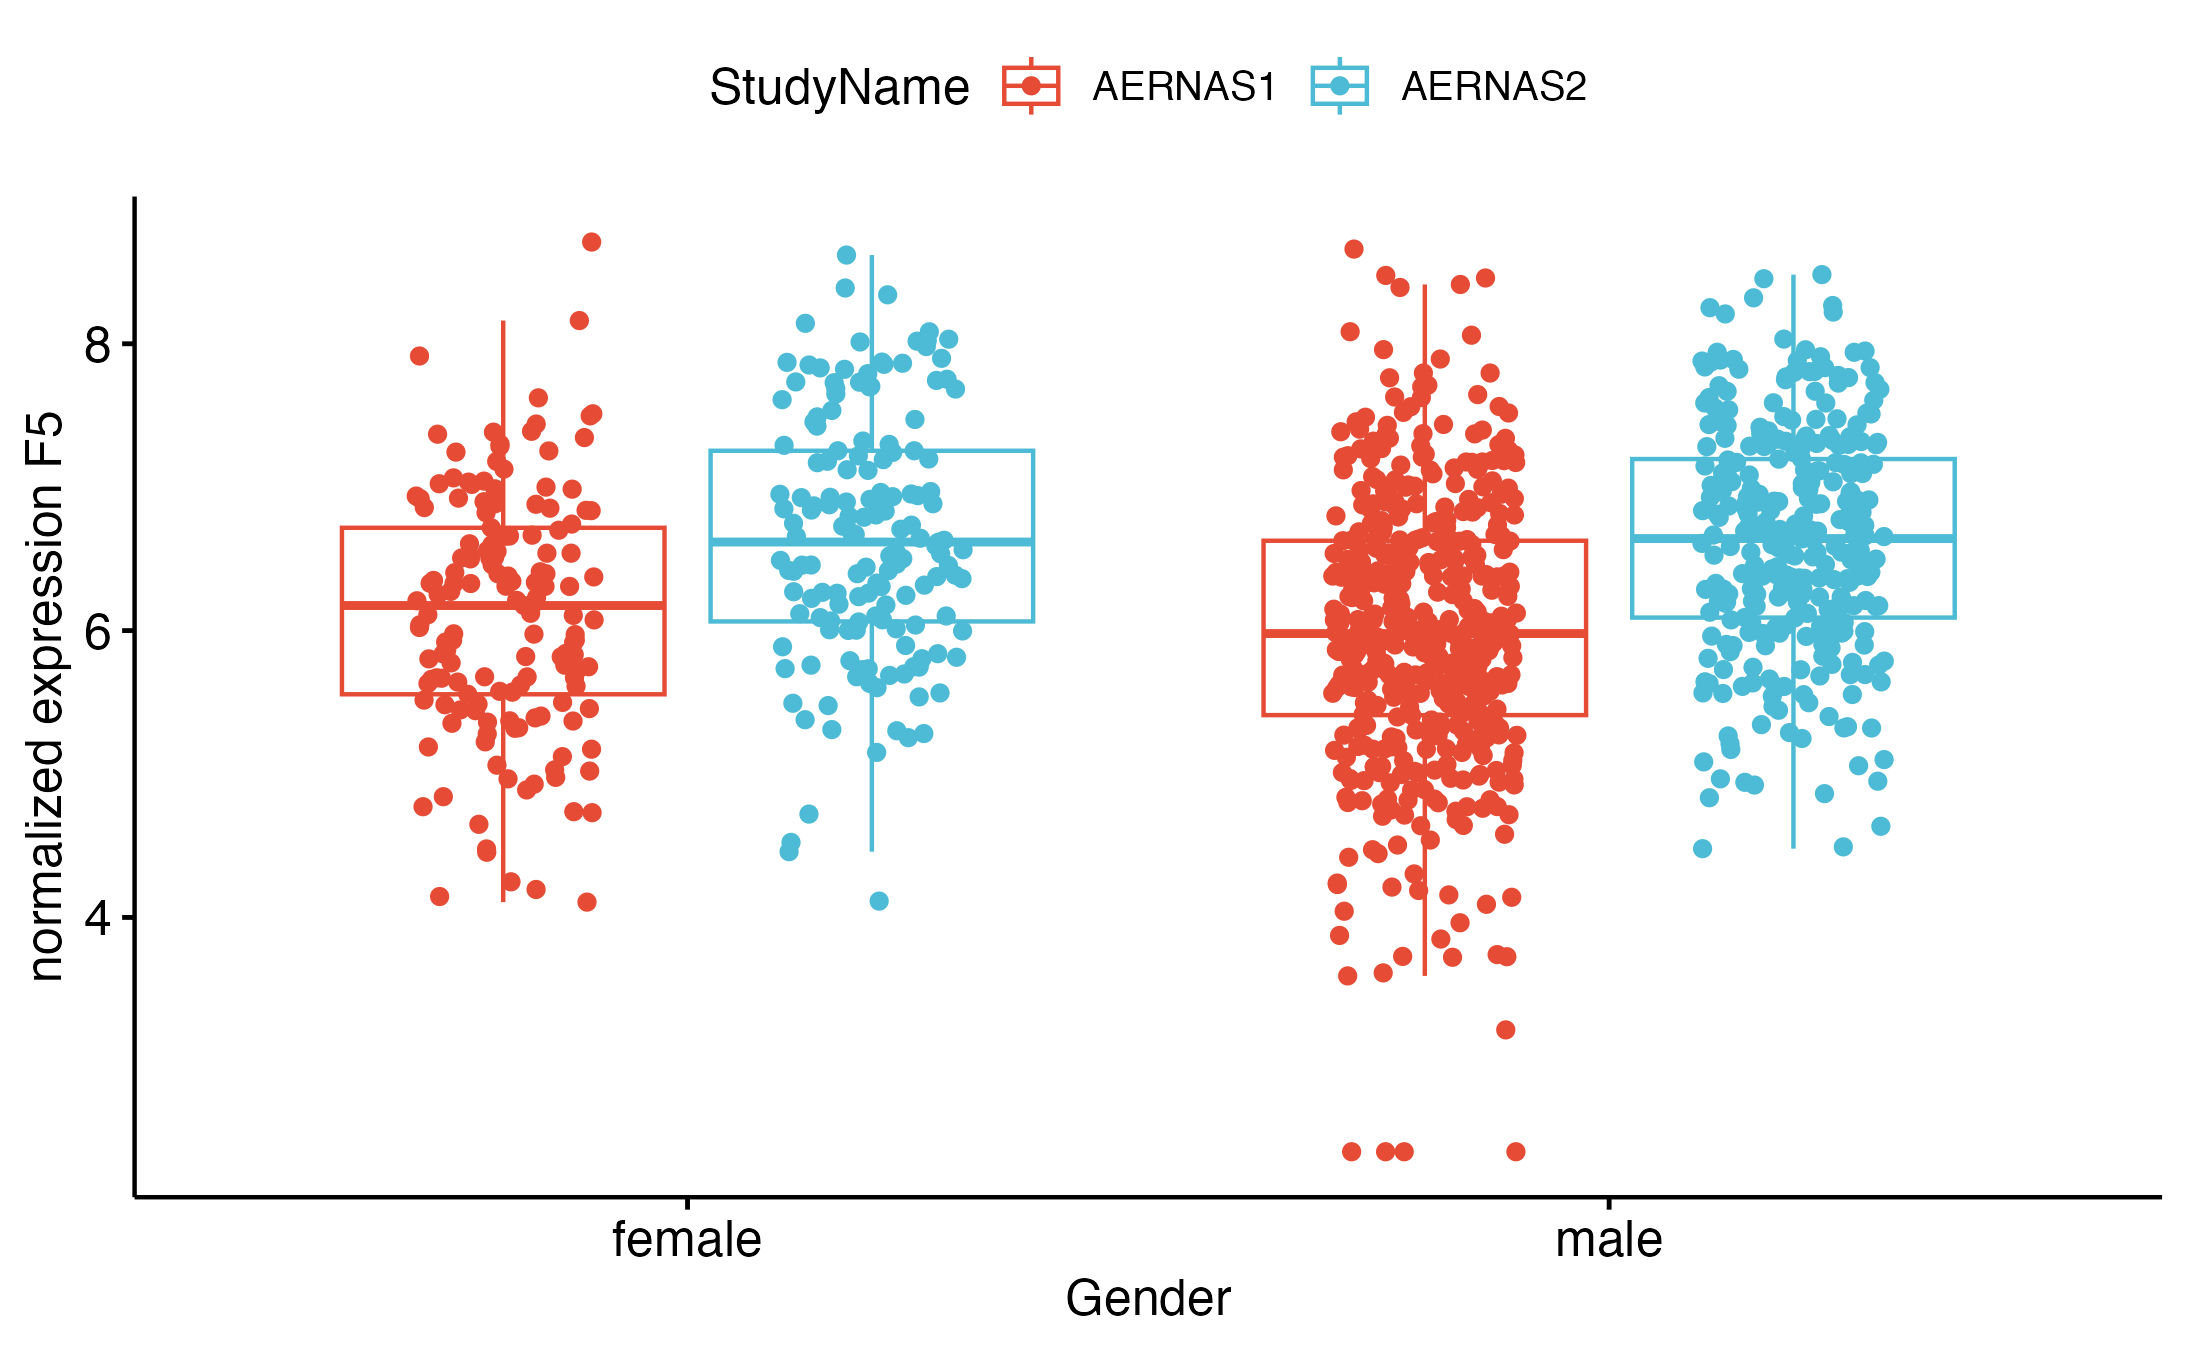 StudyName AERNAS1 AERNAS2
normalized expression F5
8
6
4
female male
Gender